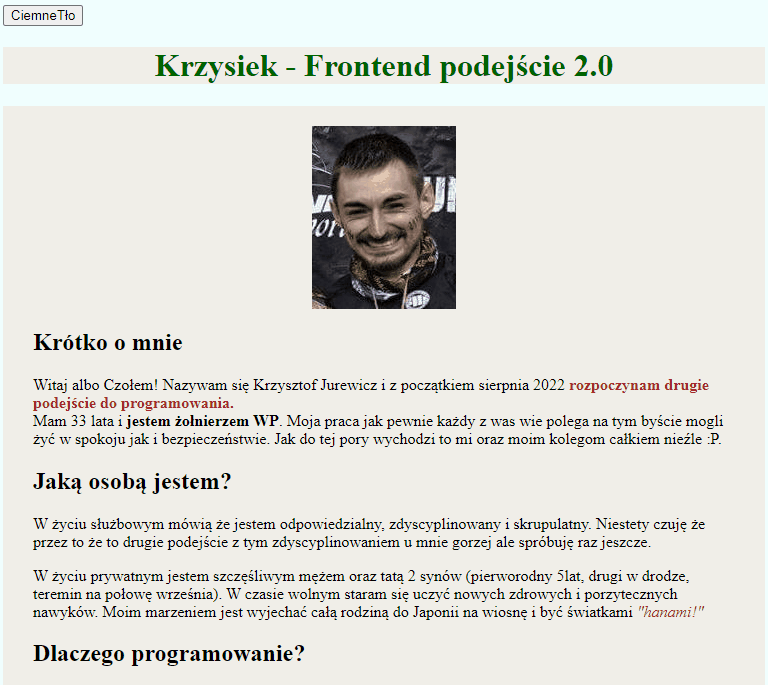 CiemneTło
Krzysiek - Frontend podejście 2.0
Krótko o mnie
Witaj albo Czołem! Nazywam się Krzysztof Jurewicz i z początkiem sierpnia 2022 rozpoczynam drugie
podejście do programowania.
Mam 33 lata i jestem żołnierzem WP. Moja praca jak pewnie każdy z was wie polega na tym byście mogli
żyć w spokoju jak i bezpieczeństwie. Jak do tej pory wychodzi to mi oraz moim kolegom całkiem nieźle :P.
Jaką osobą jestem?
W życiu służbowym mówią że jestem odpowiedzialny, zdyscyplinowany i skrupulatny. Niestety czuję że
przez to że to drugie podejście z tym zdyscyplinowaniem u mnie gorzej ale spróbuję raz jeszcze.
W życiu prywatnym jestem szczęśliwym mężem oraz tatą 2 synów (pierworodny 5lat, drugi w drodze,
teremin na połowę września). W czasie wolnym staram się uczyć nowych zdrowych i porzytecznych
nawyków. Moim marzeniem jest wyjechać całą rodziną do Japonii na wiosnę i być światkami "hanami!"
Dlaczego programowanie?